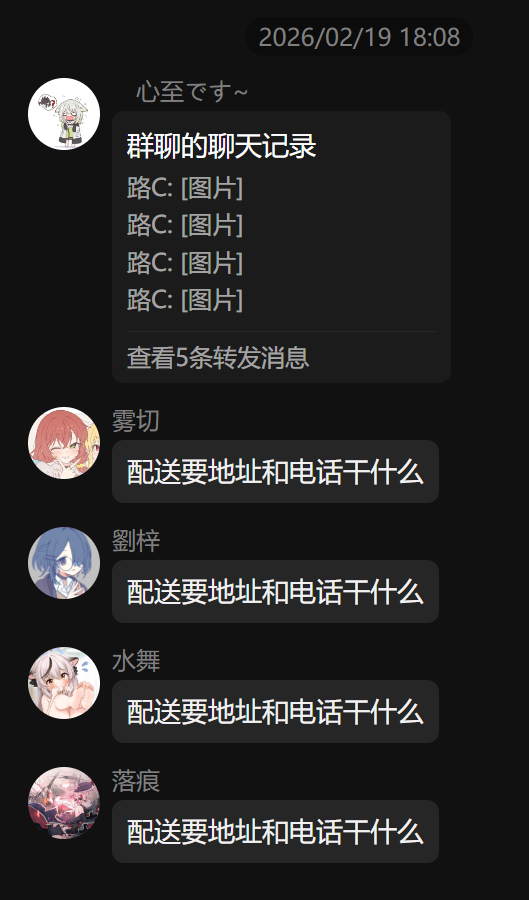 2026/02/19 18:08
心至です~
群聊的聊天记录
路C: [图片]
路C: [图片]
路C: [图片]
路C: [图片]
查看5条转发消息
雾切
配送要地址和电话干什么
劉梓
配送要地址和电话干什么
水舞
配送要地址和电话干什么
落痕
配送要地址和电话干什么